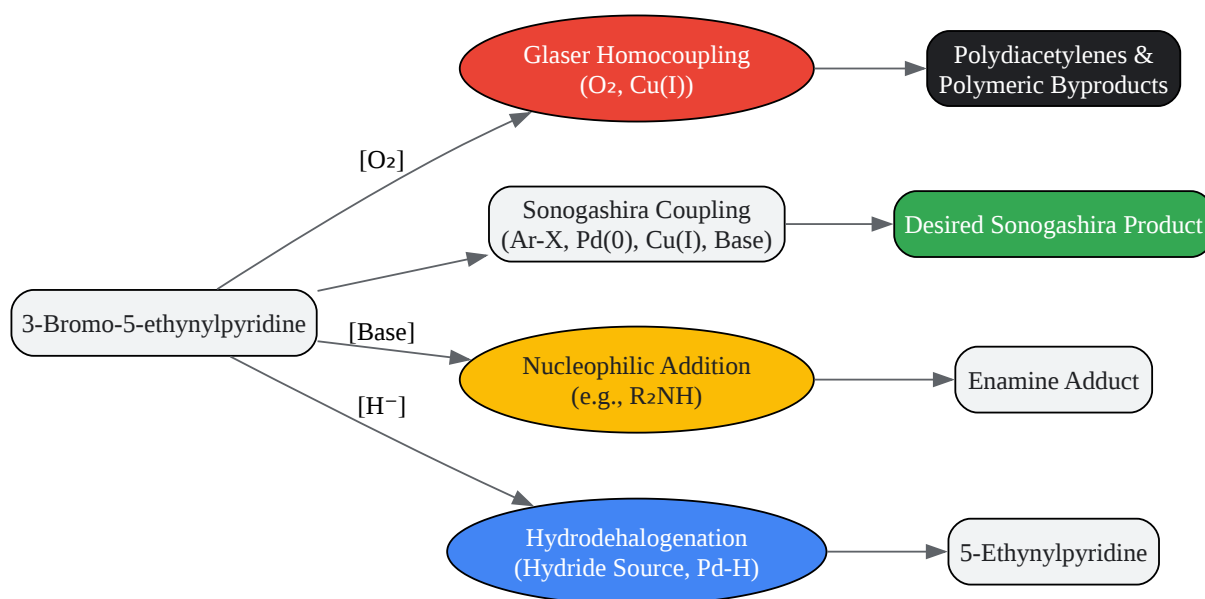 Glaser Homocoupling
(O₂, Cu(I))
Polydiacetylenes &
Polymeric Byproducts
[O₂]
Sonogashira Coupling
(Ar-X, Pd(0), Cu(I), Base)
Desired Sonogashira Product
3-Bromo-5-ethynylpyridine
[Base]
Nucleophilic Addition
(e.g., R₂NH)
Enamine Adduct
[H⁻]
Hydrodehalogenation
(Hydride Source, Pd-H)
5-Ethynylpyridine